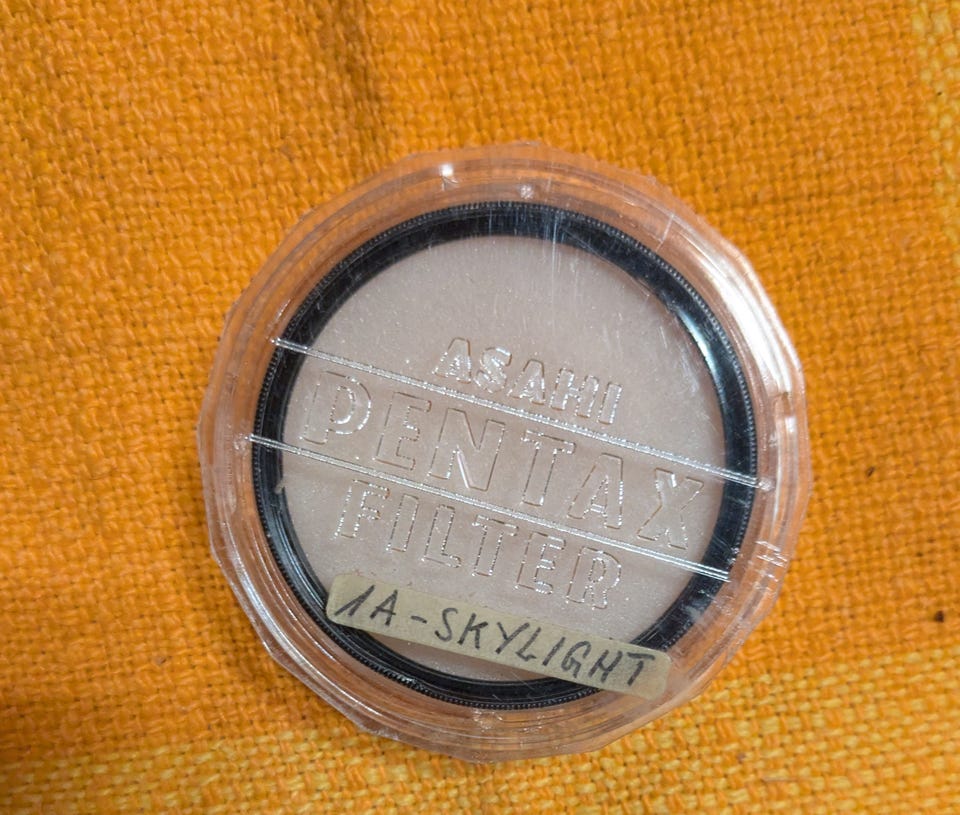 ASAHI
PENTAX
FILTER
1A-SKYLIGHT